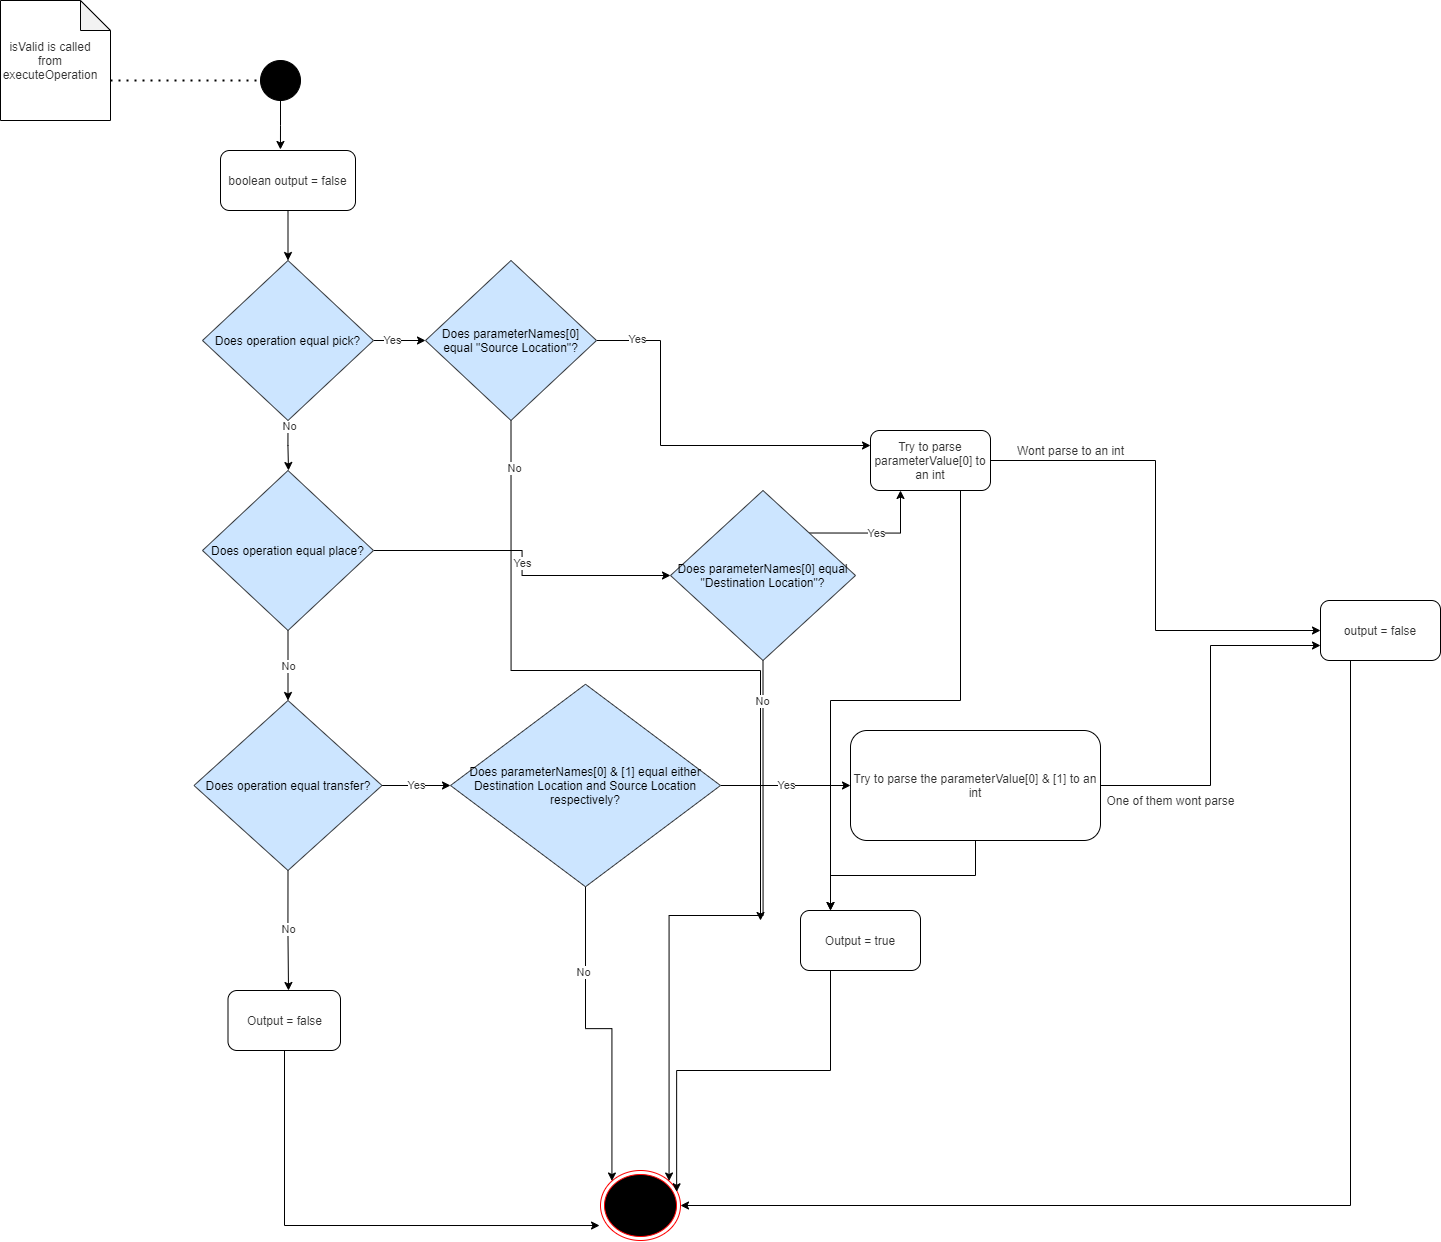 isValid is called
from
executeOperation
boolean output = false
Does operation equal pick?
Yes
Does parameterNames[0]
equal "Source Location"?
Yes
No
No
Try to parse
parameterValue[0] to
an int
Wont parse to an int
Does operation equal place?
Yes
Does parameterNames[0] equal
"Destination Location"?
Yes
output = false
No
No
Does operation equal transfer?
Yes
Does parameterNames[0] & [1] equal either
Destination Location and Source Location
respectively?
Yes
Try to parse the parameterValue[0] & [1] to an
int
One of them wont parse
No
No
Output = true
Output = false